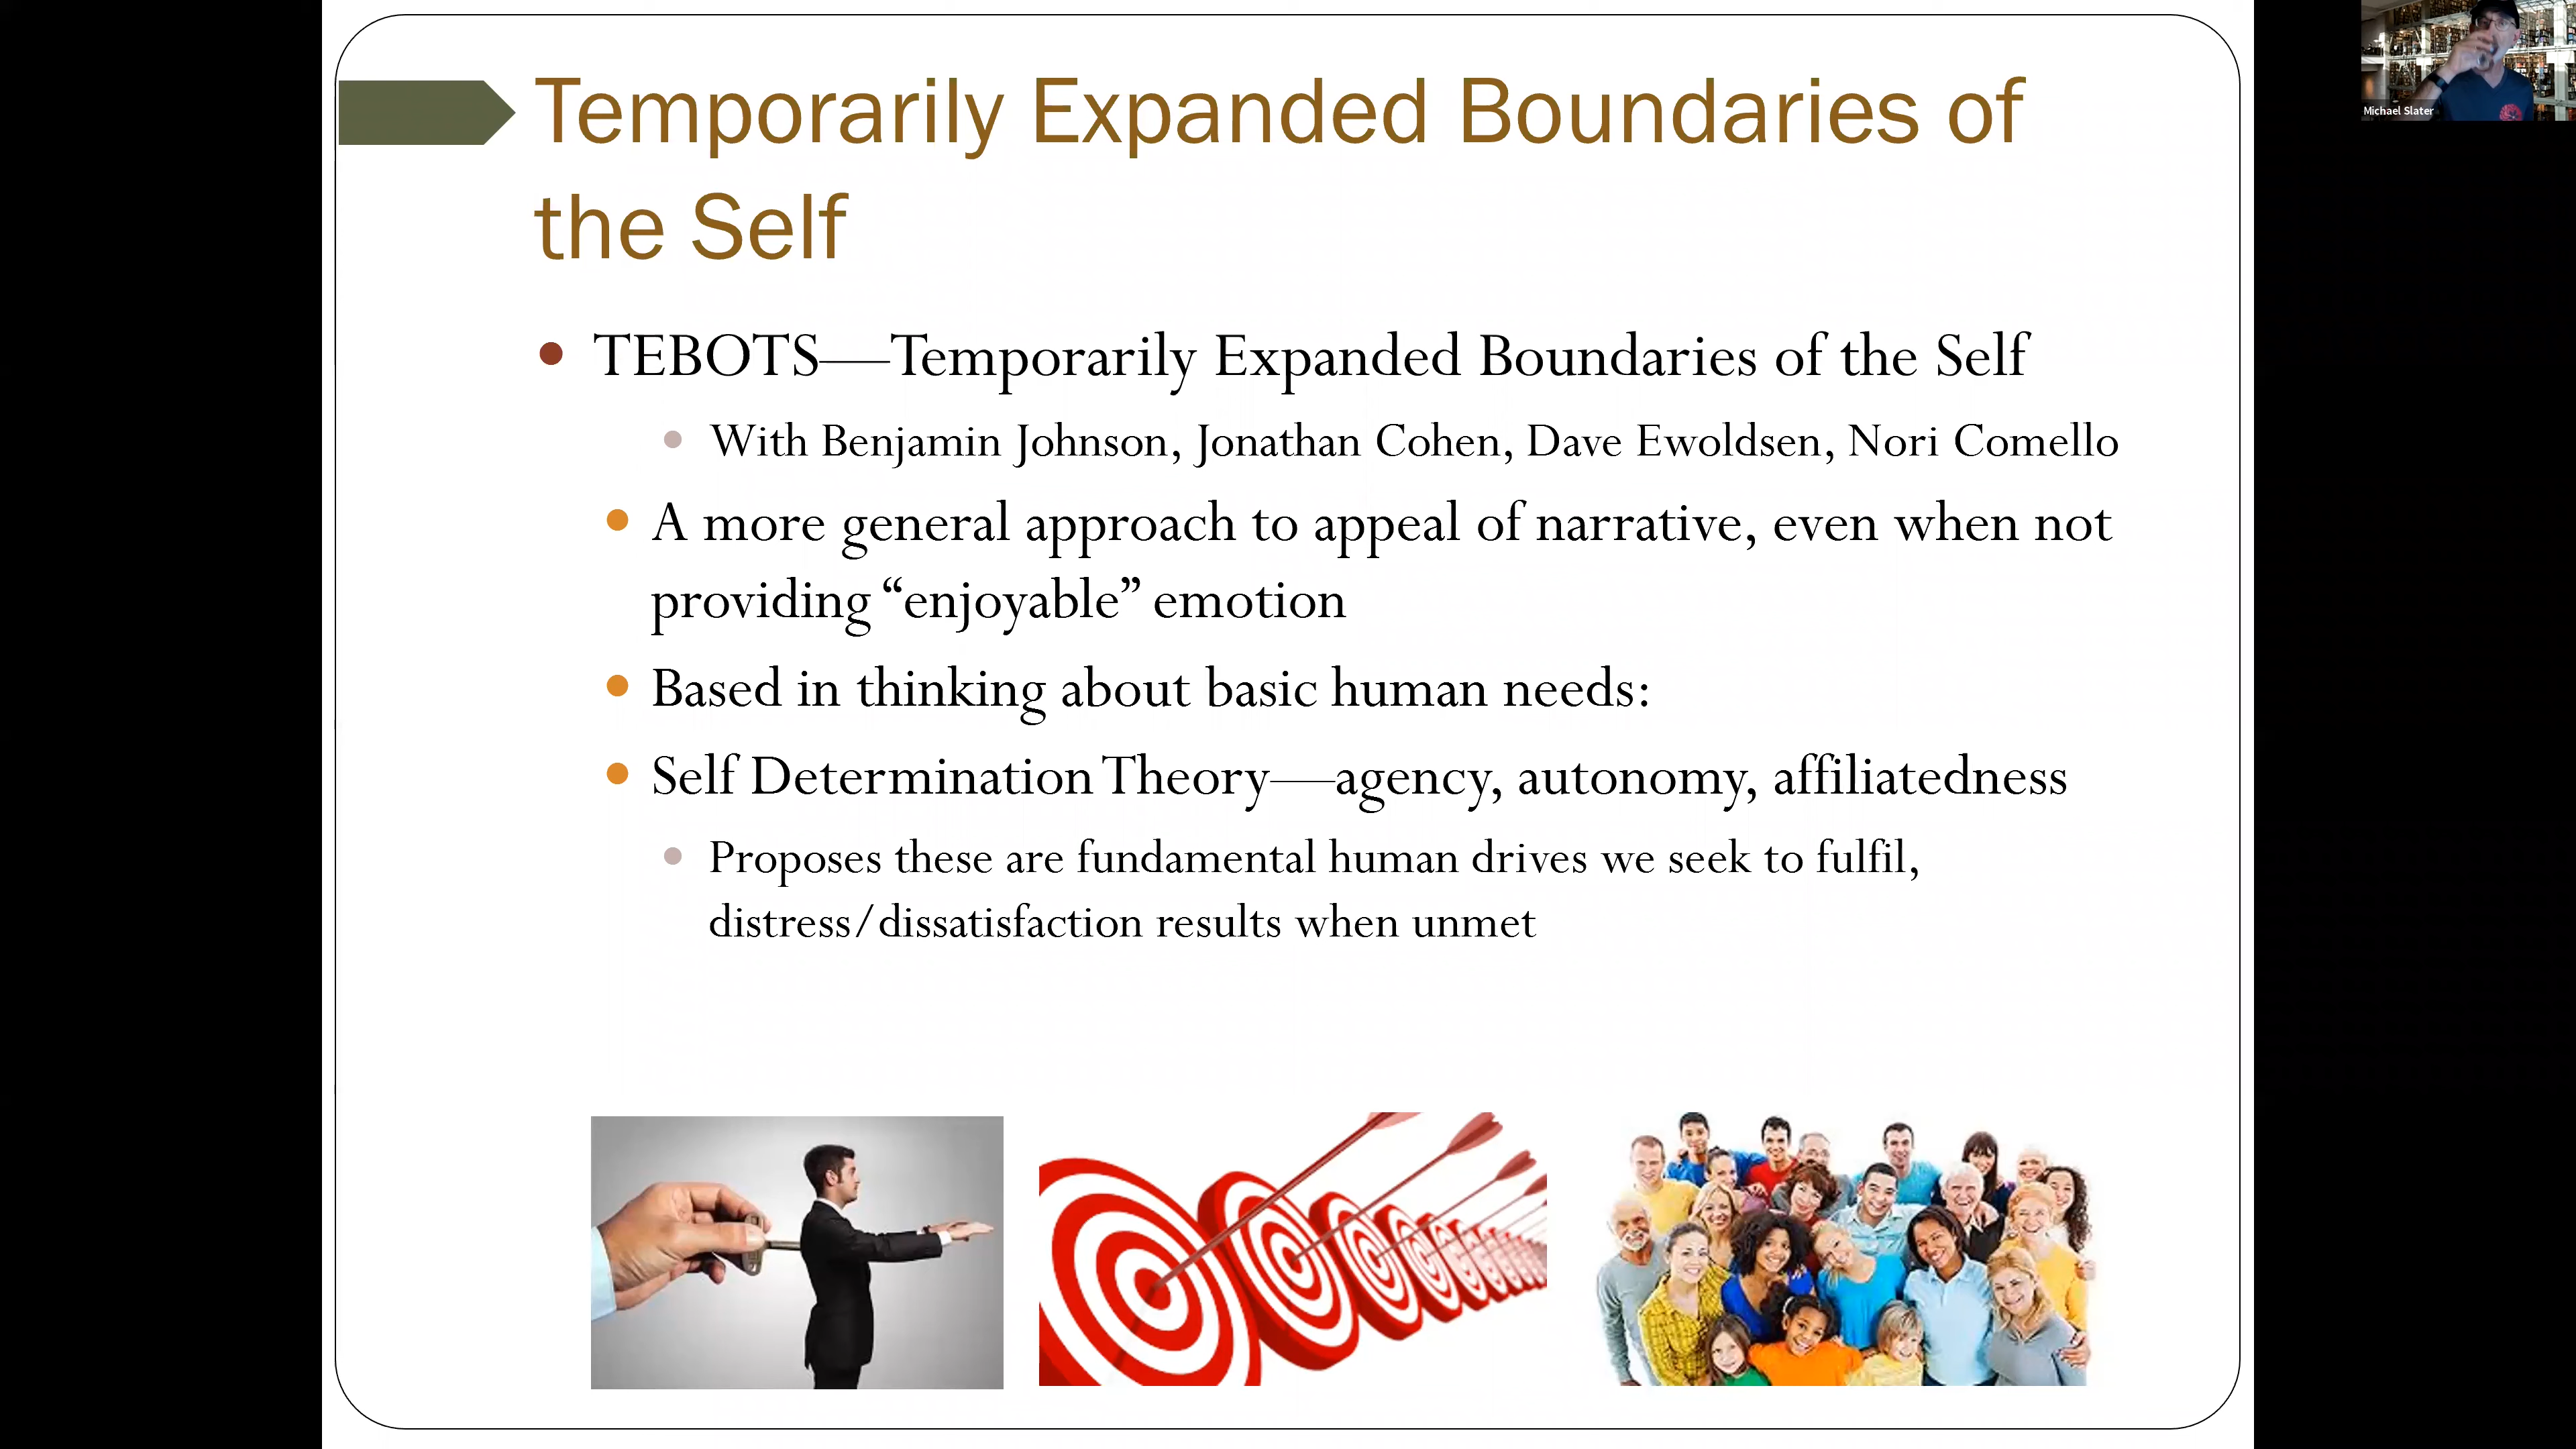 Temporarily Expanded Boundaries of
the Self
TEBOTS—Temporarily Expanded Boundaries of the Self
With Benjamin Johnson, Jonathan Cohen, Dave Ewoldsen, Nori Comello
A more general approach to appeal of narrative, even when not
providing “enjoyable” emotion
Based in thinking about basic human needs:
Self Determination Theory—agency, autonomy, affiliatedness
Proposes these are fundamental human drives we seek to fulfil,
distress/dissatisfaction results when unmet
Michael Slater